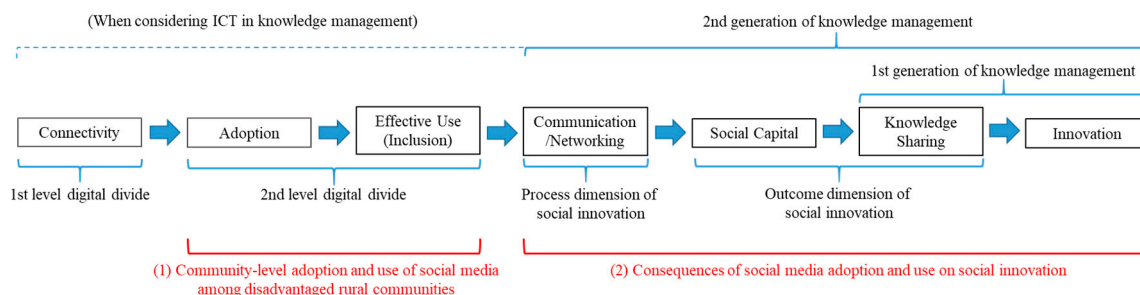 (When considering ICT in knowledge management)
2nd generation of knowledge management
1st generation of knowledge management
Connectivity
Adoption
Effective Use
(Inclusion)
Communication
/Networking
Social Capital
Knowledge
Sharing
Innovation
1st level digital divide
2nd level digital divide
Process dimension of
social innovation
Outcome dimension of
social innovation
(1) Community-level adoption and use of social media
among disadvantaged rural communities
(2) Consequences of social media adoption and use on social innovation